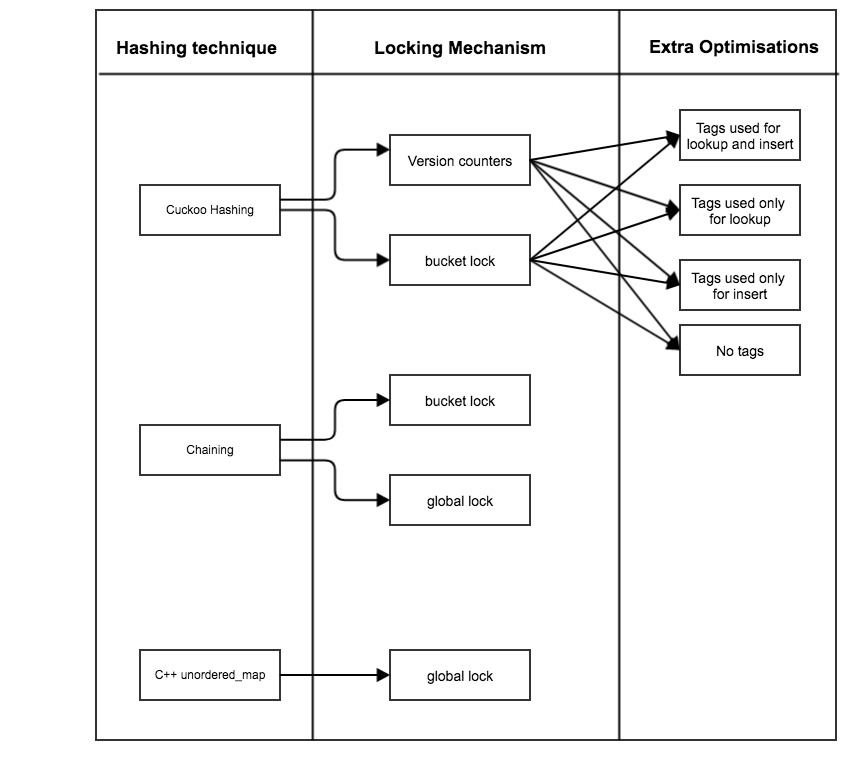 Hashing technique
Locking Mechanism
Extra Optimisations
Cuckoo Hashing
Version counters
bucket lock
Tags used for
lookup and insert
Tags used only
for lookup
Tags used only
for insert
No tags
Chaining
bucket lock
global lock
C++ unordered_map
global lock